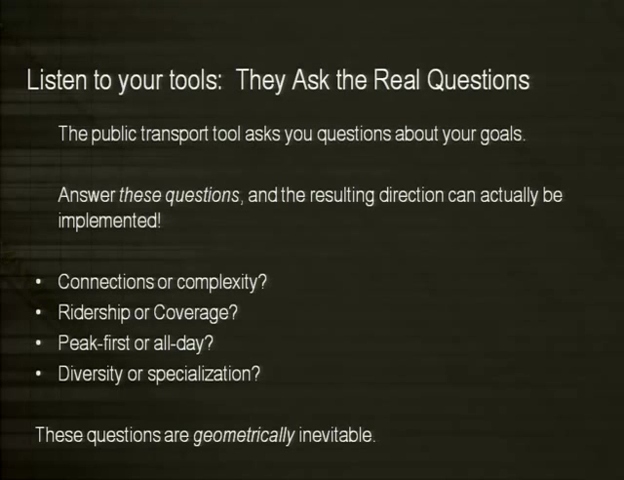 Listen to your tools: They Ask the Real Questions
The public transport tool asks you questions about your goals.
Answer these questions, and the resulting direction can actually be
implemented!
• Connections or complexity?
• Ridership or Coverage?
• Peak-first or all-day?
• Diversity or specialization?
These questions are geometrically inevitable.